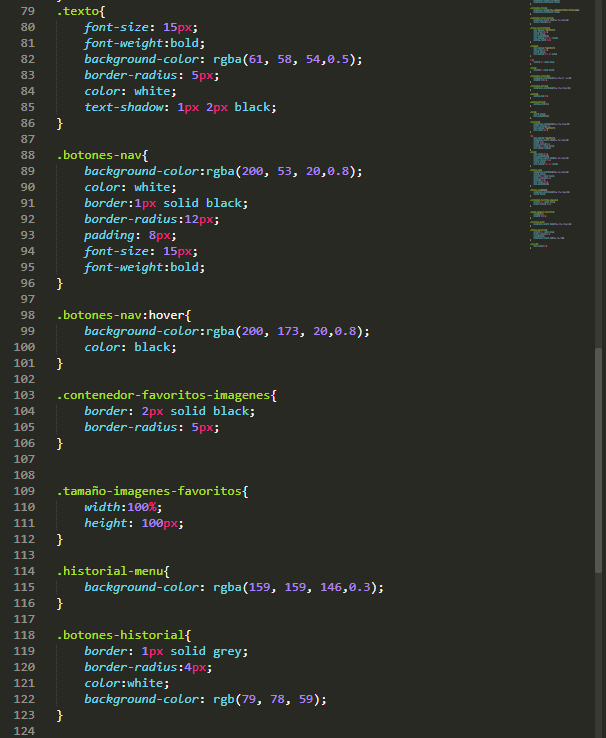 79 .texto{
80 font-size: 15px;
81 font-weight:bold;
82 background-color: rgba(61, 58, 54,0.5);
83 border-radius: 5px;
84 color: white;
85 text-shadow: 1px 2px black;
86 }
87
88 .botones-nav{
89 background-color:rgba(200, 53, 20,0.8);
90 color: white;
91 border:1px solid black;
92 border-radius:12px;
93 padding: 8px;
94 font-size: 15px;
95 font-weight:bold;
96 }
97
98 .botones-nav:hover{
99 background-color:rgba(200, 173, 20,0.8);
100 color: black;
101 }
102
103 .contenedor-favoritos-imagenes{
104 border: 2px solid black;
105 border-radius: 5px;
106 }
107
108
109 .tamaño-imagenes-favoritos{
110 width:100%;
111 height: 100px;
112 }
113
114 .historial-menu{
115 background-color: rgba(159, 159, 146,0.3);
116 }
117
118 .botones-historial{
119 border: 1px solid grey;
120 border-radius:4px;
121 color:white;
122 background-color: rgb(79, 78, 59);
123 }
124